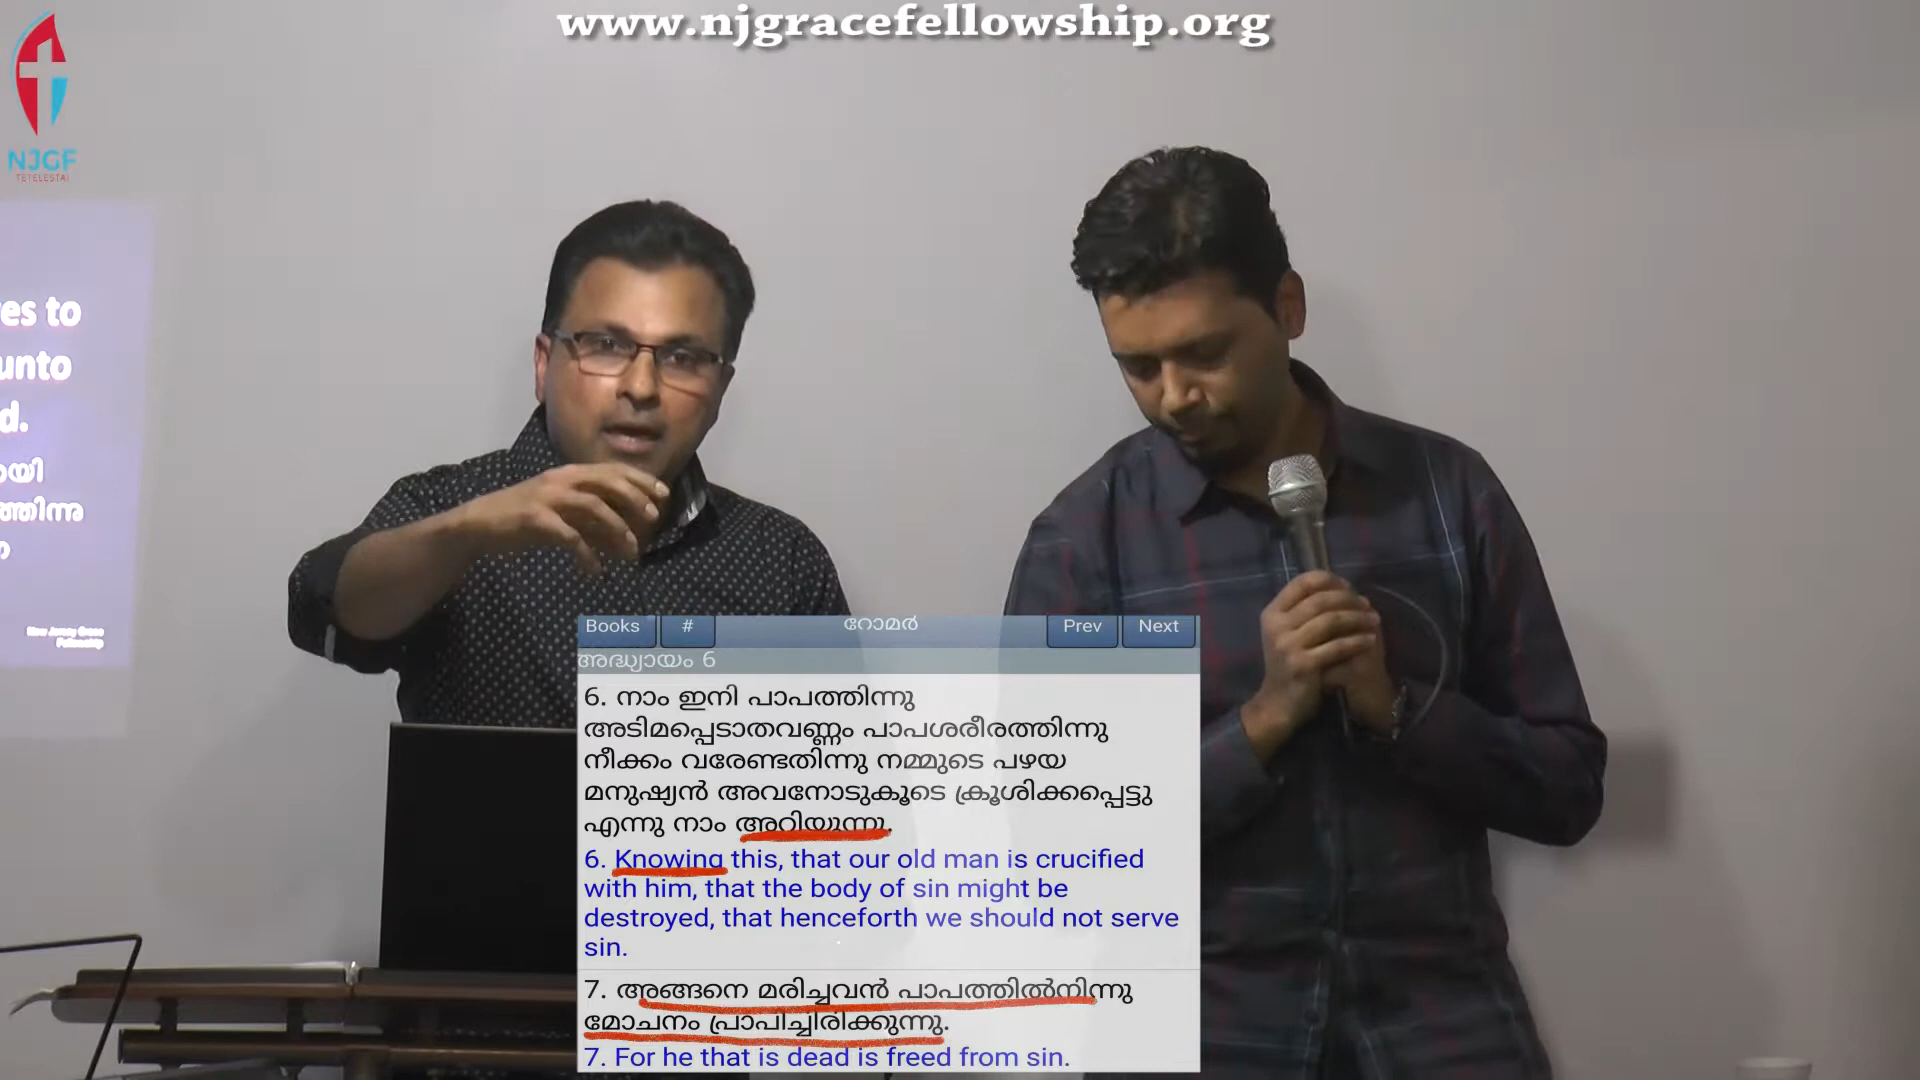 www.njgracefellowship.org
NJGF
TETELESTAI
es to
unto
d.
ായി
ത്തിന്നു
New Jersey Grace
Fellowship
Books # റോമർ Prev Next
അദ്ധ്യായം 6
6. നാം ഇനി പാപത്തിന്നു
അടിമപ്പെടാതവണ്ണം പാപശരീരത്തിന്നു
നീക്കം വരേണ്ടതിന്നു നമ്മുടെ പഴയ
മനുഷ്യൻ അവനോടുകൂടെ ക്രൂശിക്കപ്പെട്ടു
എന്നു നാം അറിയുന്നു.
6. Knowing this, that our old man is crucified
with him, that the body of sin might be
destroyed, that henceforth we should not serve
sin.
7. അങ്ങനെ മരിച്ചവൻ പാപത്തിൽനിന്നു
മോചനം പ്രാപിച്ചിരിക്കുന്നു.
7. For he that is dead is freed from sin.